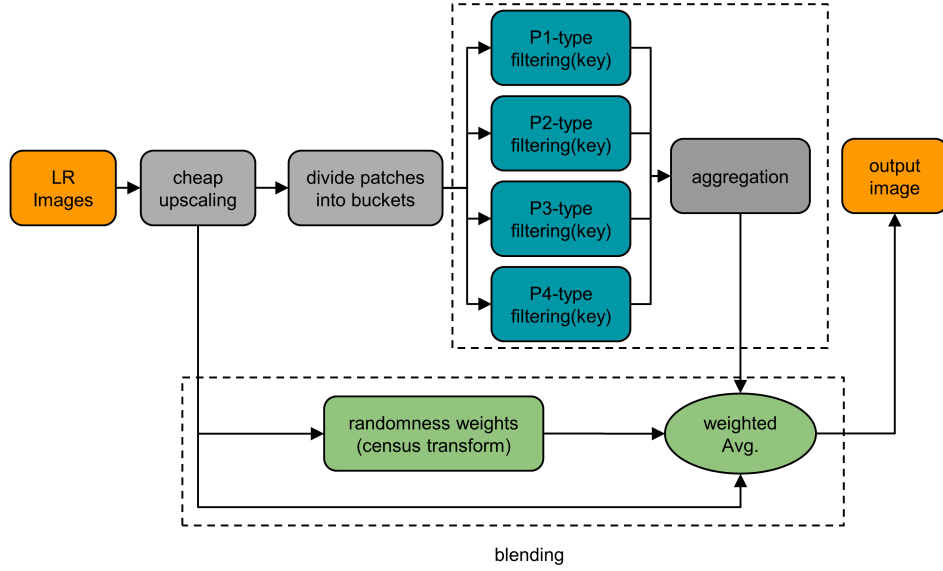 LR
Images
cheap
upscaling
divide patches
into buckets
P1-type
filtering(key)
P2-type
filtering(key)
P3-type
filtering(key)
P4-type
filtering(key)
aggregation
output
image
randomness weights
(census transform)
weighted
Avg.
blending